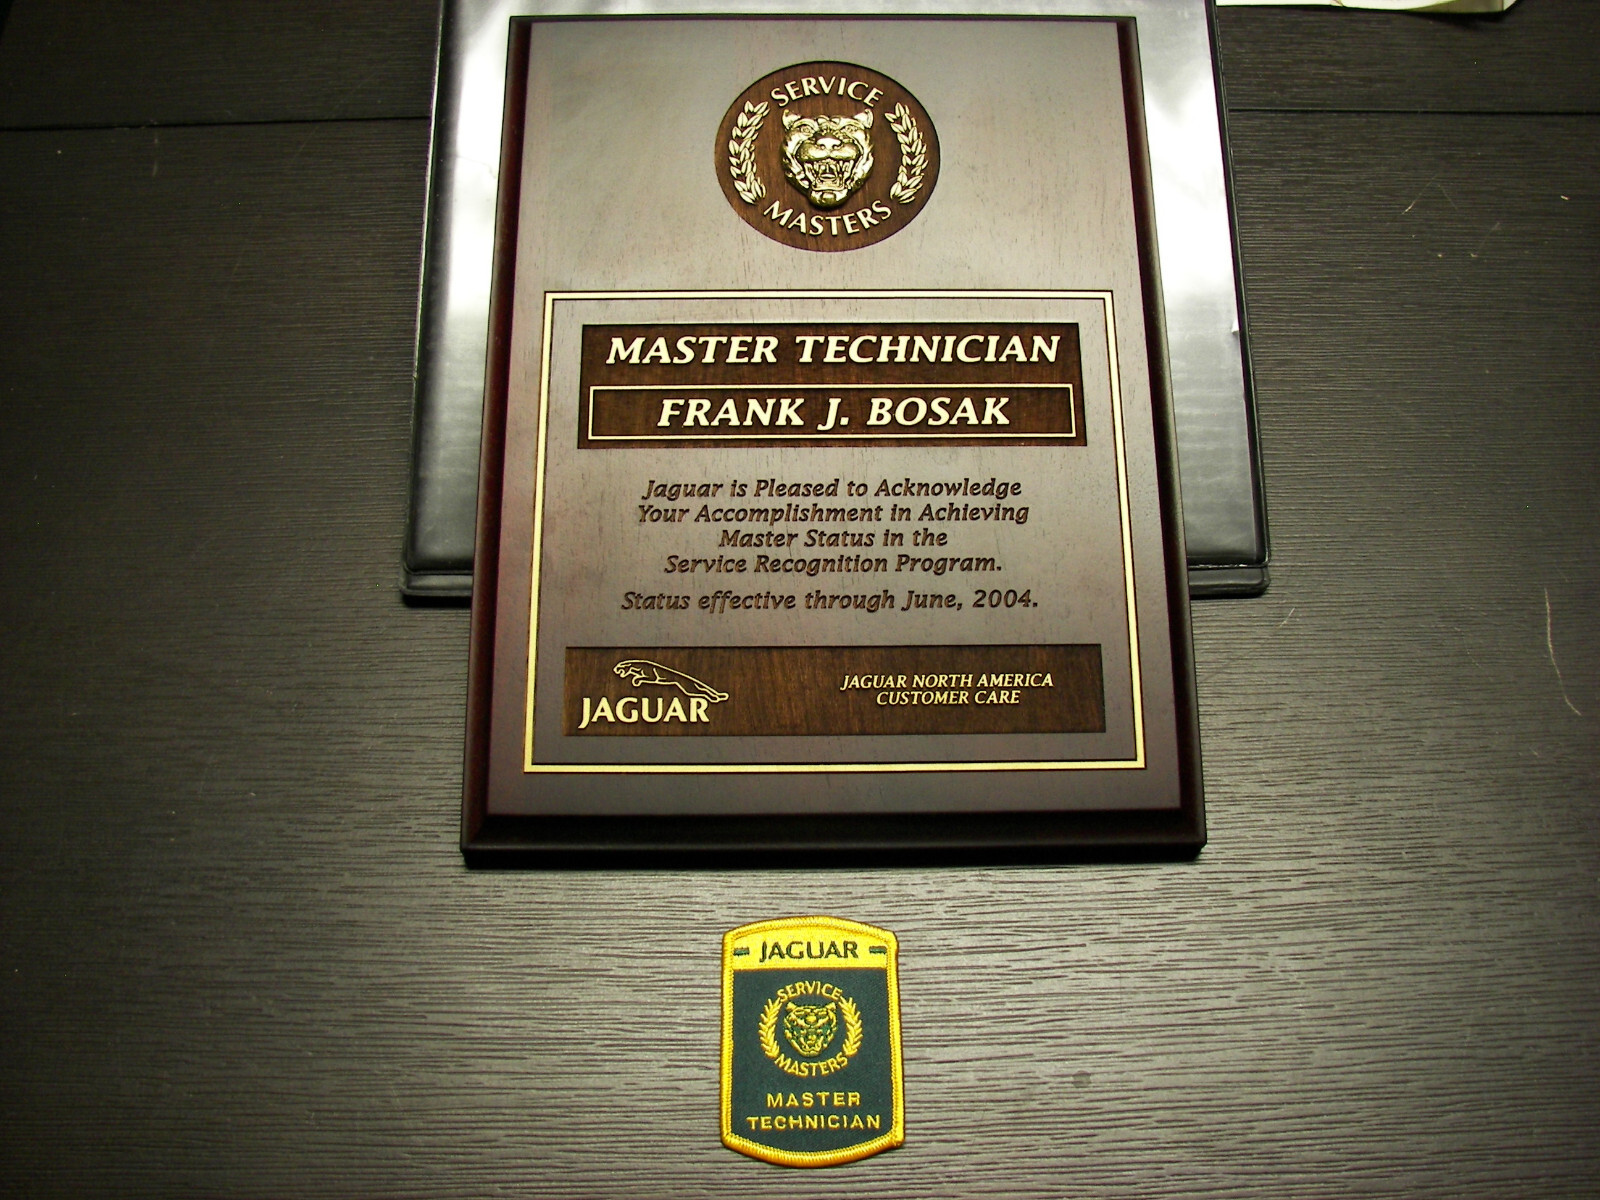 SERVICE
MASTERS
MASTER TECHNICIAN
FRANK J. BOSAK
Jaguar is Pleased to Acknowledge
Your Accomplishment in Achieving
Master Status in the
Service Recognition Program.
Status effective through June, 2004.
JAGUAR
JAGUAR NORTH AMERICA
CUSTOMER CARE
- JAGUAR -
SERVICE
MASTERS
MASTER
TECHNICIAN